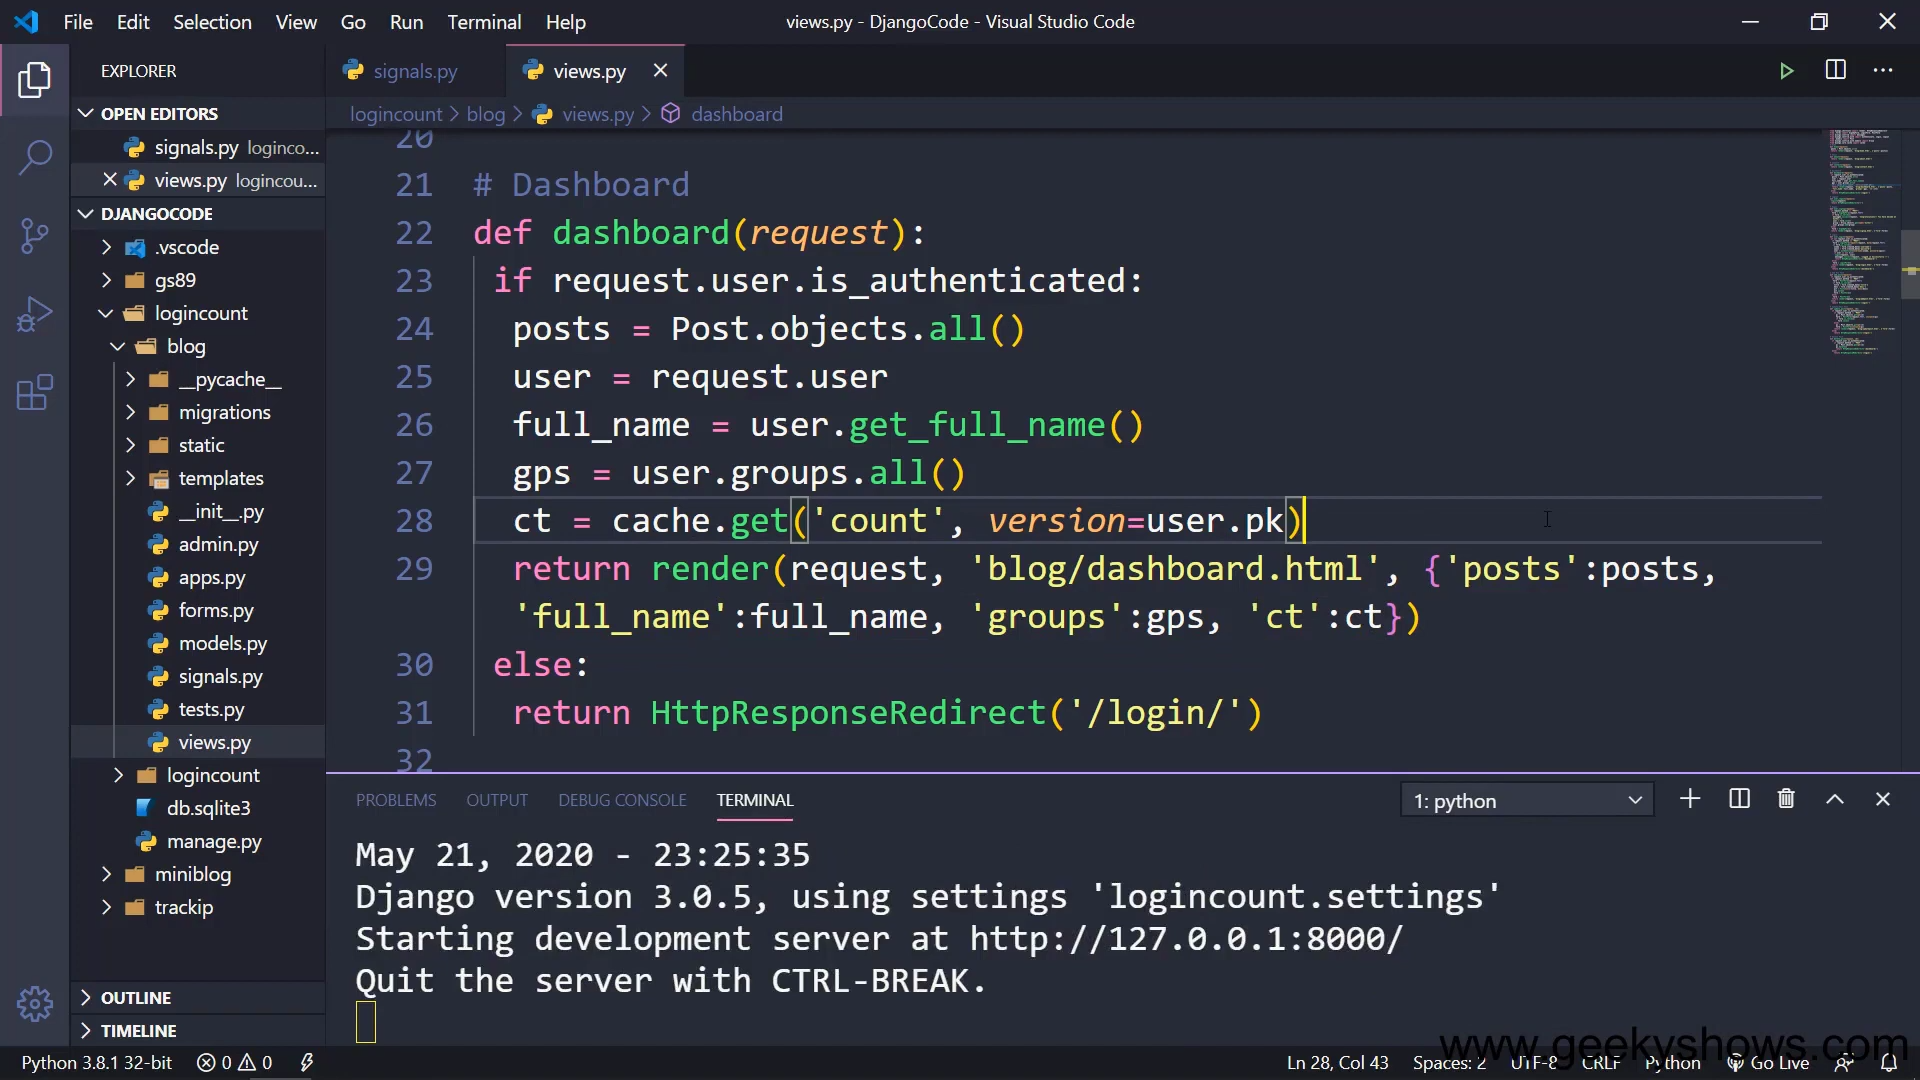 File Edit Selection View Go Run Terminal Help
views.py - DjangoCode - Visual Studio Code
EXPLORER
OPEN EDITORS
signals.py loginco...
views.py logincou...
DJANGOCODE
.vscode
gs89
logincount
blog
__pycache__
migrations
static
templates
__init__.py
admin.py
apps.py
forms.py
models.py
signals.py
tests.py
views.py
logincount
db.sqlite3
manage.py
miniblog
trackip
OUTLINE
TIMELINE
signals.py
views.py
logincount > blog > views.py > dashboard
20
21 # Dashboard
22 def dashboard(request):
23 if request.user.is_authenticated:
24 posts = Post.objects.all()
25 user = request.user
26 full_name = user.get_full_name()
27 gps = user.groups.all()
28 ct = cache.get('count', version=user.pk)
29 return render(request, 'blog/dashboard.html', {'posts':posts,
'full_name':full_name, 'groups':gps, 'ct':ct})
30 else:
31 return HttpResponseRedirect('/login/')
32
PROBLEMS OUTPUT DEBUG CONSOLE TERMINAL
1: python
May 21, 2020 - 23:25:35
Django version 3.0.5, using settings 'logincount.settings'
Starting development server at http://127.0.0.1:8000/
Quit the server with CTRL-BREAK.
www.geekyshows.com
Python 3.8.1 32-bit 0 0
Ln 28, Col 43 Spaces: 2 UTF-8 CRLF Python Go Live